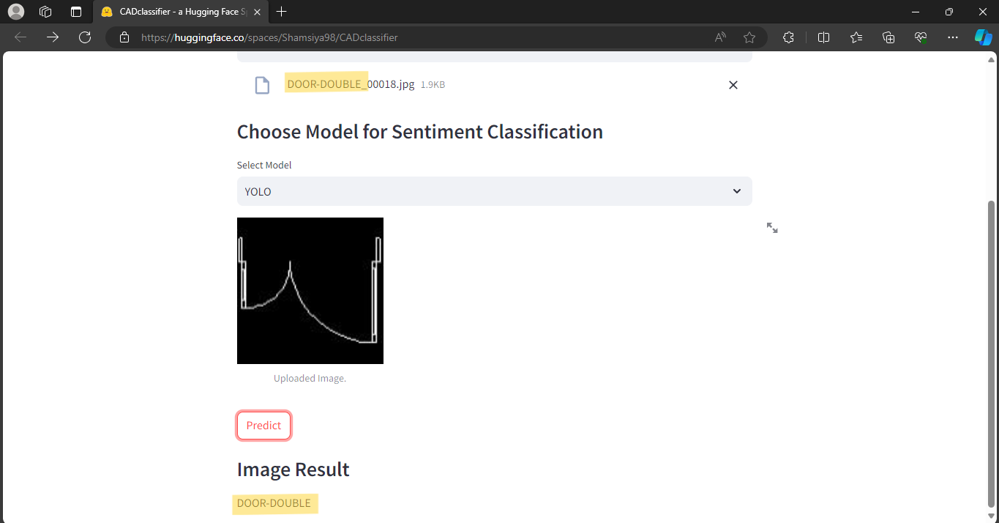 CADclassifier - a Hugging Face S
https://huggingface.co/spaces/Shamsiya98/CADclassifier
DOOR-DOUBLE_00018.jpg 1.9KB
Choose Model for Sentiment Classification
Select Model
YOLO
Uploaded Image.
Predict
Image Result
DOOR-DOUBLE